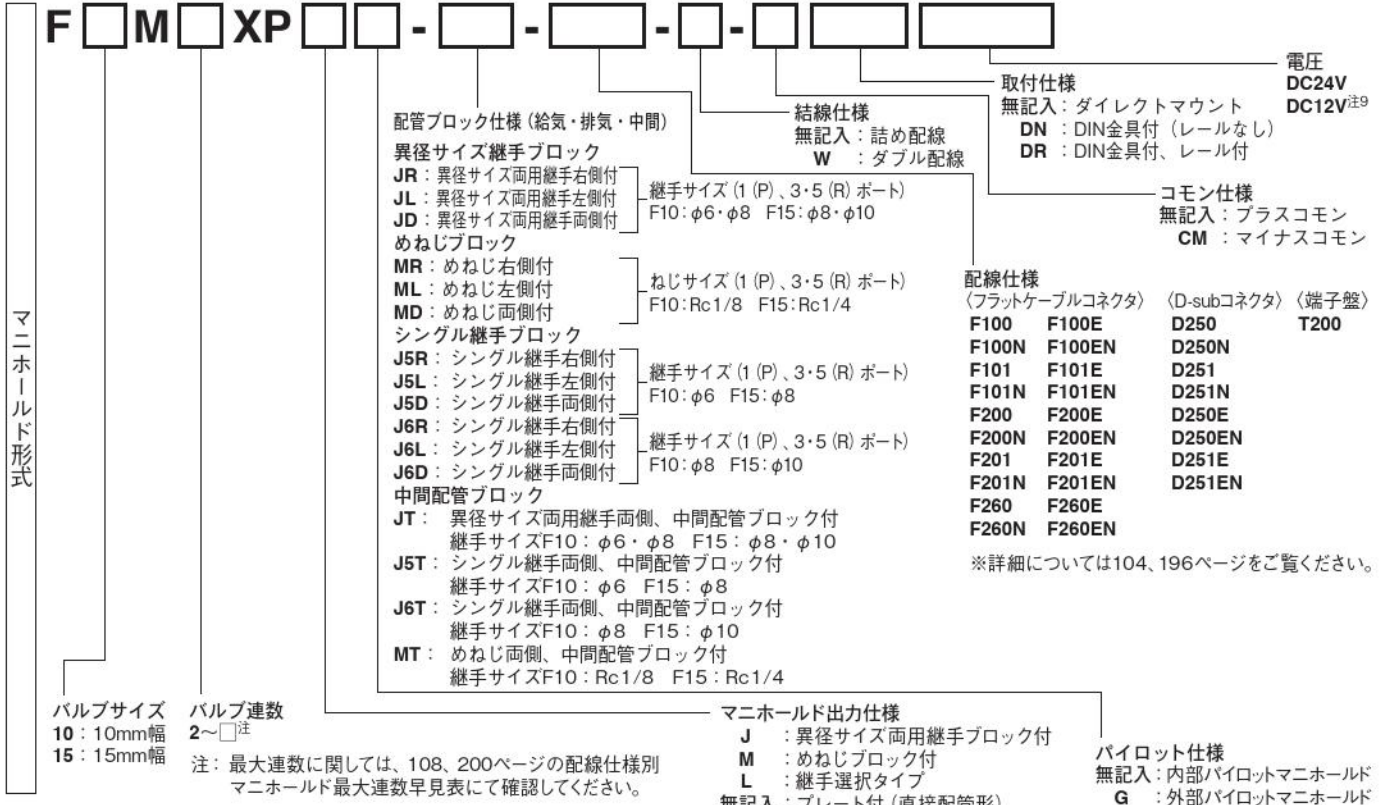 マニホールド形式
F□M□XP□□-□-□-□-□□□
電圧
DC24V
DC12V注9
取付仕様
無記入：ダイレクトマウント
DN：DIN金具付（レールなし）
DR：DIN金具付、レール付
結線仕様
無記入：詰め配線
W：ダブル配線
コモン仕様
無記入：プラスコモン
CM：マイナスコモン
配管ブロック仕様（給気・排気・中間）
異径サイズ継手ブロック
JR：異径サイズ両用継手右側付
JL：異径サイズ両用継手左側付
JD：異径サイズ両用継手両側付
継手サイズ（1（P）、3・5（R）ポート）
F10：φ6・φ8 F15：φ8・φ10
めねじブロック
MR：めねじ右側付
ML：めねじ左側付
MD：めねじ両側付
ねじサイズ（1（P）、3・5（R）ポート）
F10：Rc1/8 F15：Rc1/4
シングル継手ブロック
J5R：シングル継手右側付
J5L：シングル継手左側付
J5D：シングル継手両側付
継手サイズ（1（P）、3・5（R）ポート）
F10：φ6 F15：φ8
J6R：シングル継手右側付
J6L：シングル継手左側付
J6D：シングル継手両側付
継手サイズ（1（P）、3・5（R）ポート）
F10：φ8 F15：φ10
中間配管ブロック
JT：異径サイズ両用継手両側、中間配管ブロック付
継手サイズF10：φ6・φ8 F15：φ8・φ10
J5T：シングル継手両側、中間配管ブロック付
継手サイズF10：φ6 F15：φ8
J6T：シングル継手両側、中間配管ブロック付
継手サイズF10：φ8 F15：φ10
MT：めねじ両側、中間配管ブロック付
継手サイズF10：Rc1/8 F15：Rc1/4
配線仕様
〈フラットケーブルコネクタ〉 〈D-subコネクタ〉 〈端子盤〉
F100 F100E D250 T200
F100N F100EN D250N
F101 F101E D251
F101N F101EN D251N
F200 F200E D250E
F200N F200EN D250EN
F201 F201E D251E
F201N F201EN D251EN
F260 F260E
F260N F260EN
※詳細については104、196ページをご覧ください。
バルブサイズ
10：10mm幅
15：15mm幅
バルブ連数
2～□注
注：最大連数に関しては、108、200ページの配線仕様別
マニホールド最大連数早見表にて確認してください。
マニホールド出力仕様
J：異径サイズ両用継手ブロック付
M：めねじブロック付
L：継手選択タイプ
無記入：プレート付（直接配管形）
パイロット仕様
無記入：内部パイロットマニホールド
G：外部パイロットマニホールド